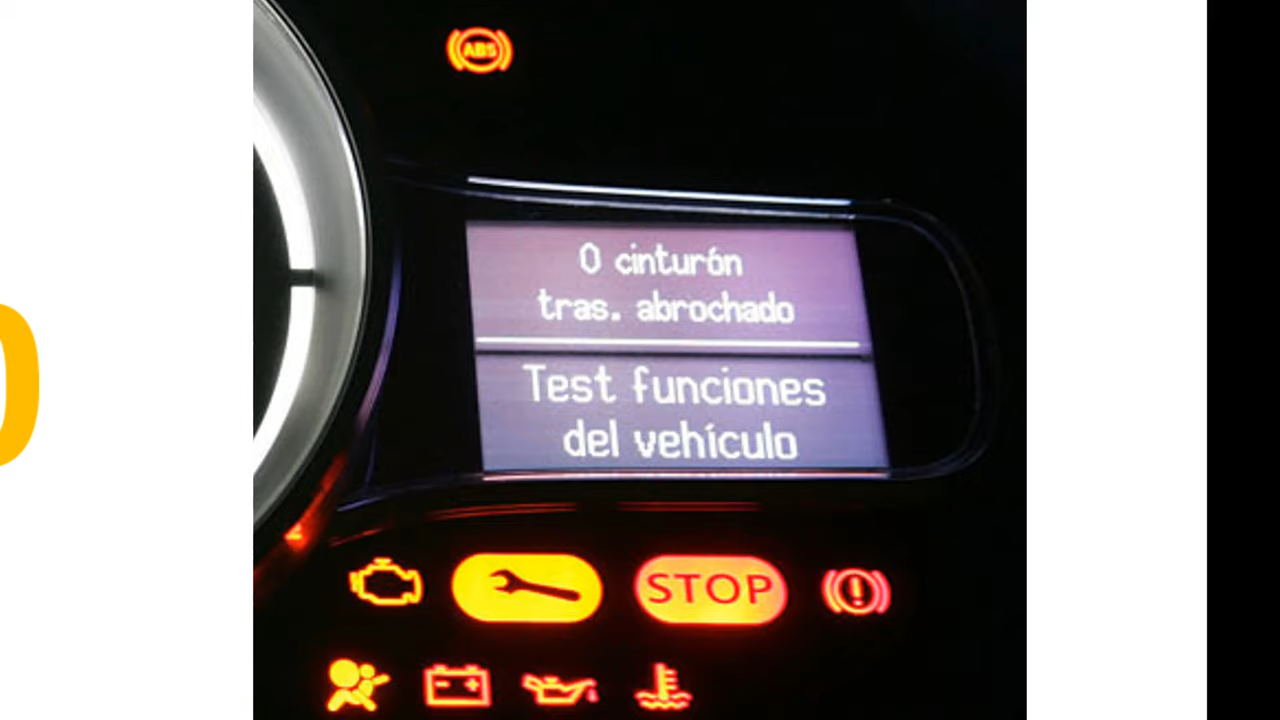 ABS
0 cinturón
tras. abrochado
Test funciones
del vehículo
STOP